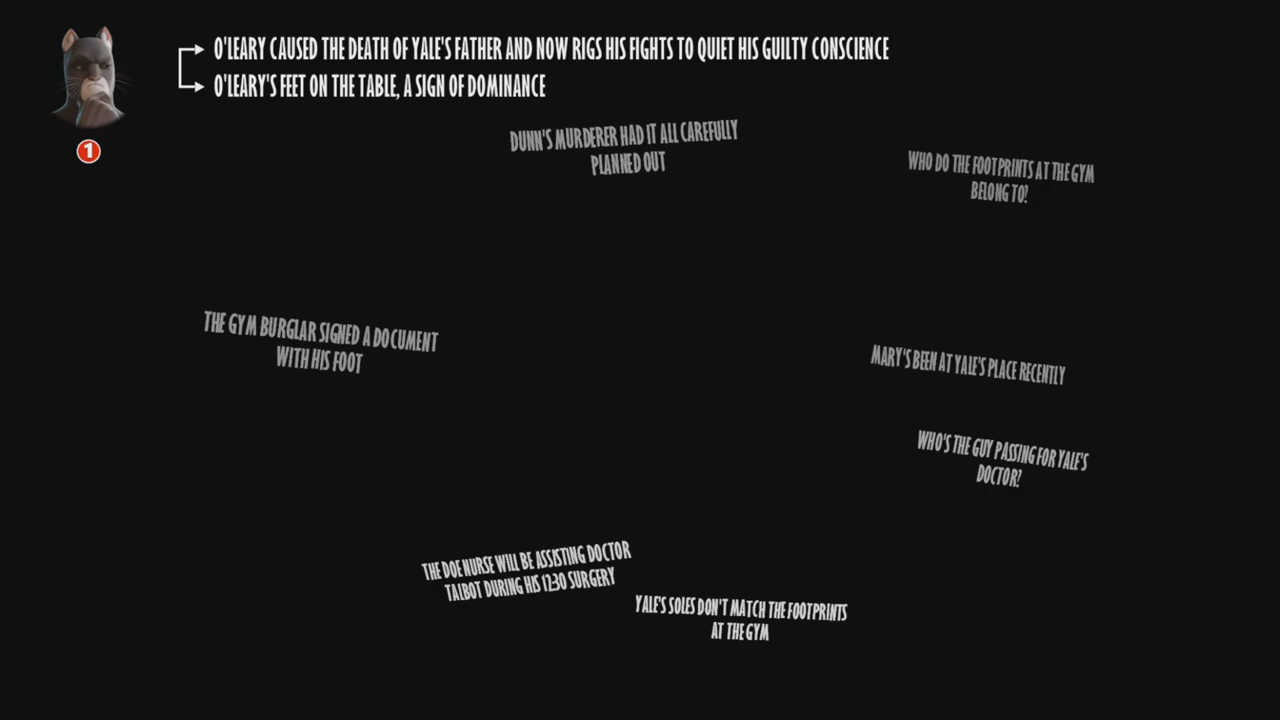 O'LEARY CAUSED THE DEATH OF YALE'S FATHER AND NOW RIGS HIS FIGHTS TO QUIET HIS GUILTY CONSCIENCE
O'LEARY'S FEET ON THE TABLE, A SIGN OF DOMINANCE
1
DUNN'S MURDERER HAD IT ALL CAREFULLY
PLANNED OUT
WHO DO THE FOOTPRINTS AT THE GYM
BELONG TO?
THE GYM BURGLAR SIGNED A DOCUMENT
WITH HIS FOOT
MARY'S BEEN AT YALE'S PLACE RECENTLY
WHO'S THE GUY PASSING FOR YALE'S
DOCTOR?
THE DOE NURSE WILL BE ASSISTING DOCTOR
TALBOT DURING HIS 12:30 SURGERY
YALE'S SOLES DON'T MATCH THE FOOTPRINTS
AT THE GYM